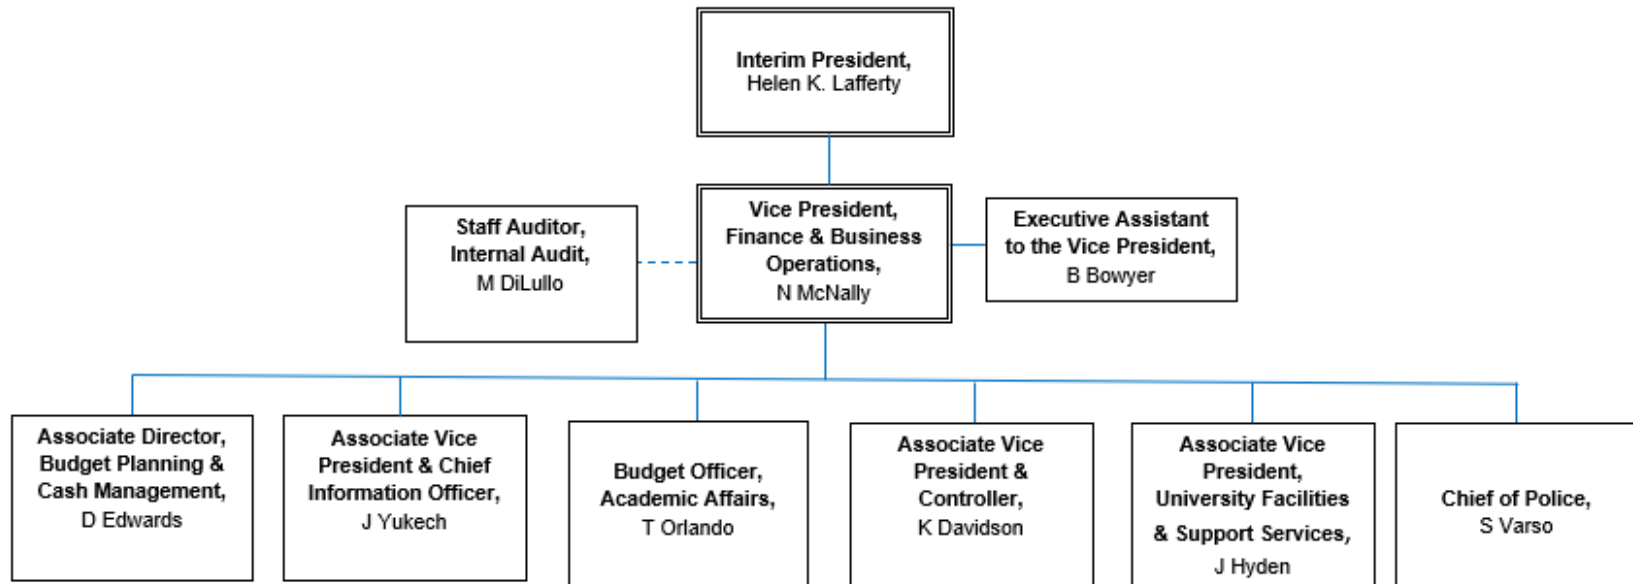 Interim President,
Helen K. Lafferty
Staff Auditor,
Internal Audit,
M DiLullo
Vice President,
Finance & Business
Operations,
N McNally
Executive Assistant
to the Vice President,
B Bowyer
Associate Director,
Budget Planning &
Cash Management,
D Edwards
Associate Vice
President & Chief
Information Officer,
J Yukech
Budget Officer,
Academic Affairs,
T Orlando
Associate Vice
President &
Controller,
K Davidson
Associate Vice
President,
University Facilities
& Support Services,
J Hyden
Chief of Police,
S Varso